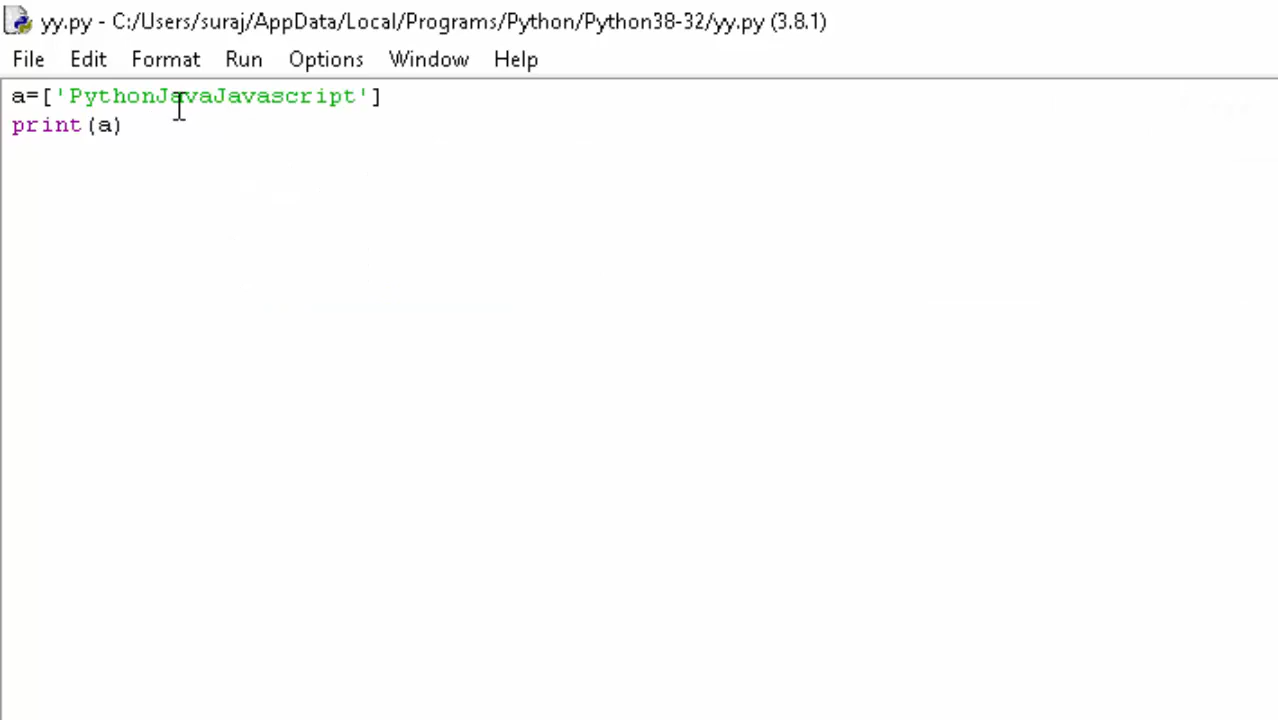 yy.py - C:/Users/suraj/AppData/Local/Programs/Python/Python38-32/yy.py (3.8.1)
File Edit Format Run Options Window Help
a=['PythonJavaJavascript']
print(a)